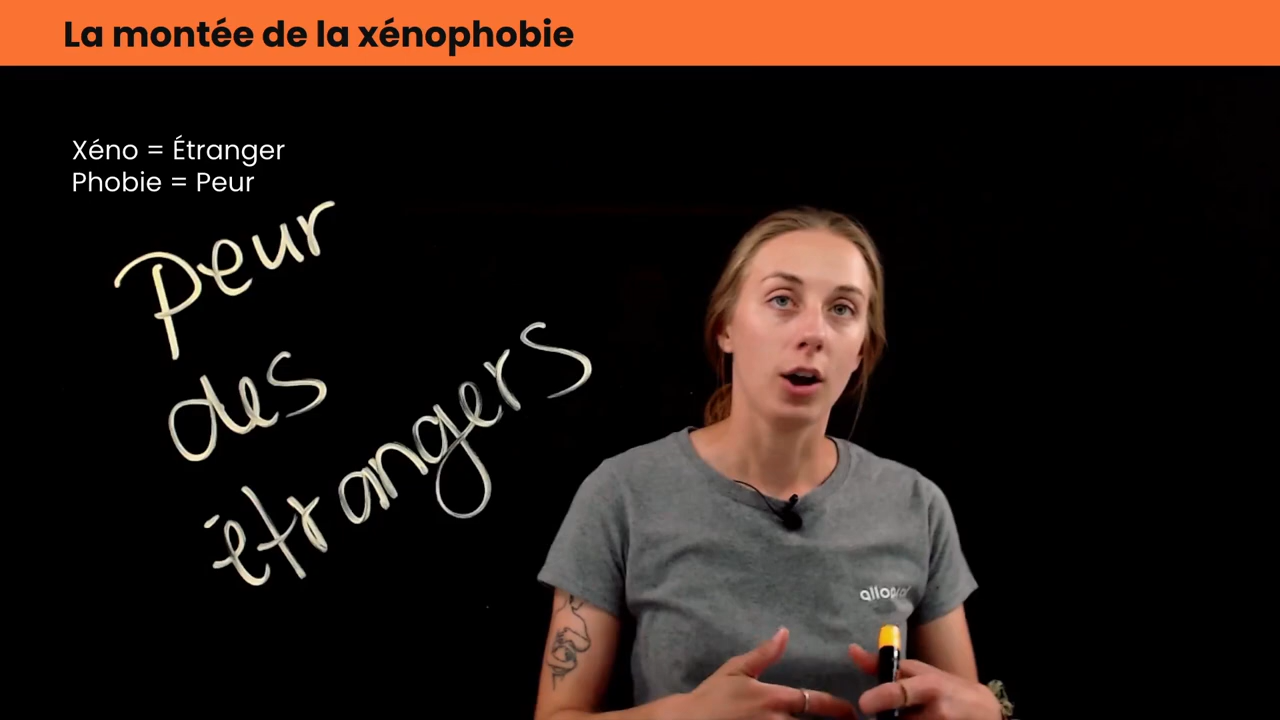 La montée de la xénophobie
Xéno = Étranger
Phobie = Peur
Peur
des
étrangers